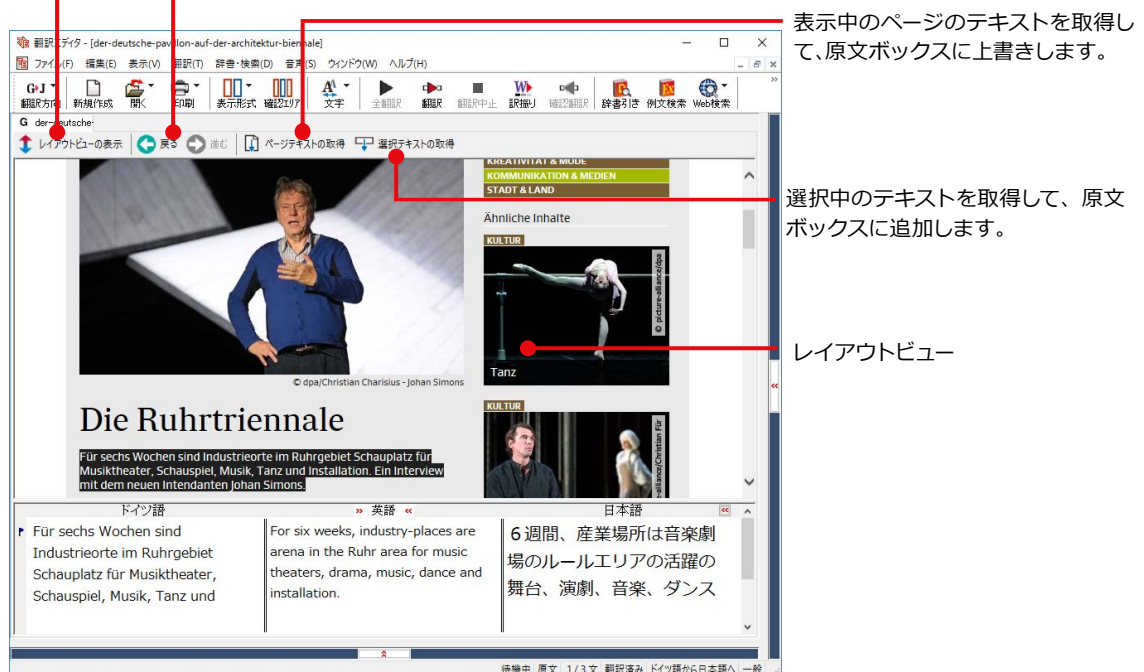 表示中のページのテキストを取得し
て、原文ボックスに上書きします。
翻訳エディタ - [der-deutsche-pavillon-auf-der-architektur-biennale]
ファイル(F) 編集(E) 表示(V) 翻訳(T) 辞書・検索(D) 音声(S) ウィンドウ(W) ヘルプ(H)
翻訳方向 新規作成 開く 印刷 表示形式 確認エリア 文字 全翻訳 翻訳 翻訳中止 訳振り 確認翻訳 辞書引き 例文検索 Web検索
G der-deutsche-
レイアウトビューの表示 戻る 進む ページテキストの取得 選択テキストの取得
KREATIVITÄT & MODE
KOMMUNIKATION & MEDIEN
STADT & LAND
選択中のテキストを取得して、原文
ボックスに追加します。
Ähnliche Inhalte
KULTUR
© picture-alliance/dpa
レイアウトビュー
Tanz
© dpa/Christian Charisius - Johan Simons
KULTUR
Die Ruhrtriennale
Für sechs Wochen sind Industrieorte im Ruhrgebiet Schauplatz für
Musiktheater, Schauspiel, Musik, Tanz und Installation. Ein Interview
mit dem neuen Intendanten Johan Simons.
ドイツ語 » 英語 « 日本語 «
Für sechs Wochen sind
Industrieorte im Ruhrgebiet
Schauplatz für Musiktheater,
Schauspiel, Musik, Tanz und
For six weeks, industry-places are
arena in the Ruhr area for music
theaters, drama, music, dance and
installation.
６週間、産業場所は音楽劇
場のルールエリアの活躍の
舞台、演劇、音楽、ダンス
待機中 原文 1/3文 翻訳済み ドイツ語から日本語へ 一般